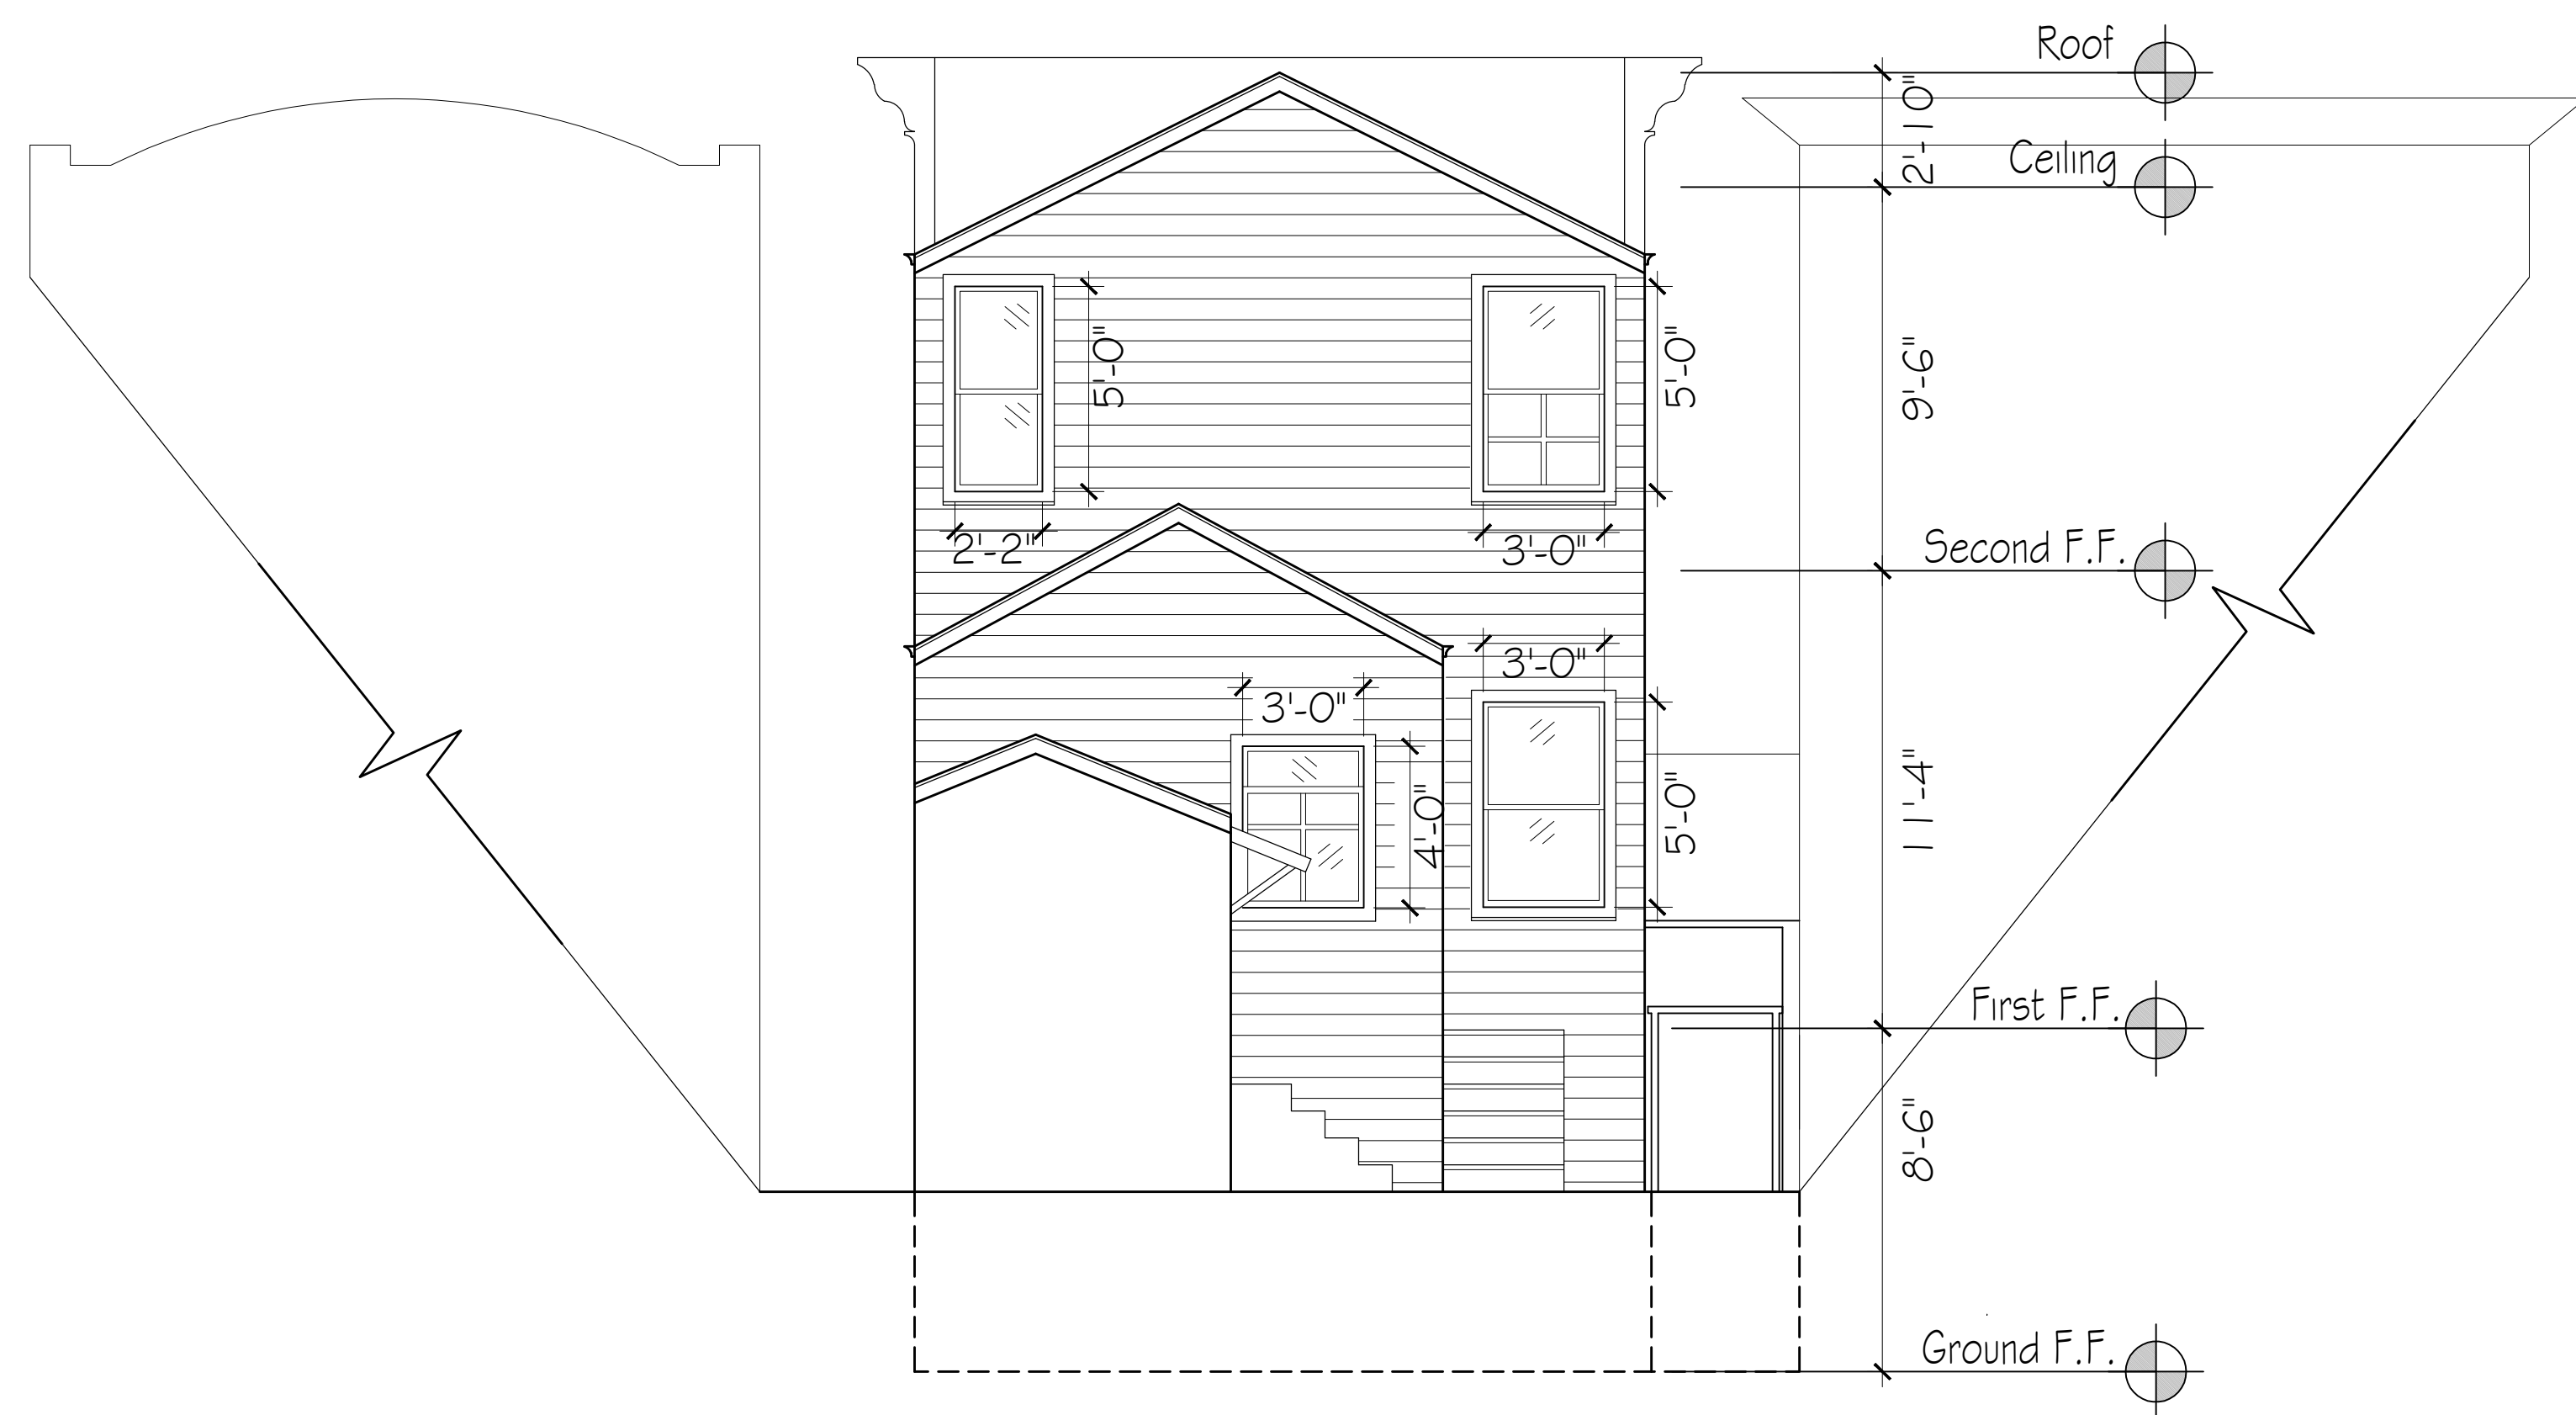 Roof
2'-10"
Ceiling
5'-0"
5'-0"
9'-6"
2'-2"
3'-0"
Second F.F.
3'-0"
3'-0"
4'-0"
5'-0"
11'-4"
First F.F.
8'-6"
Ground F.F.